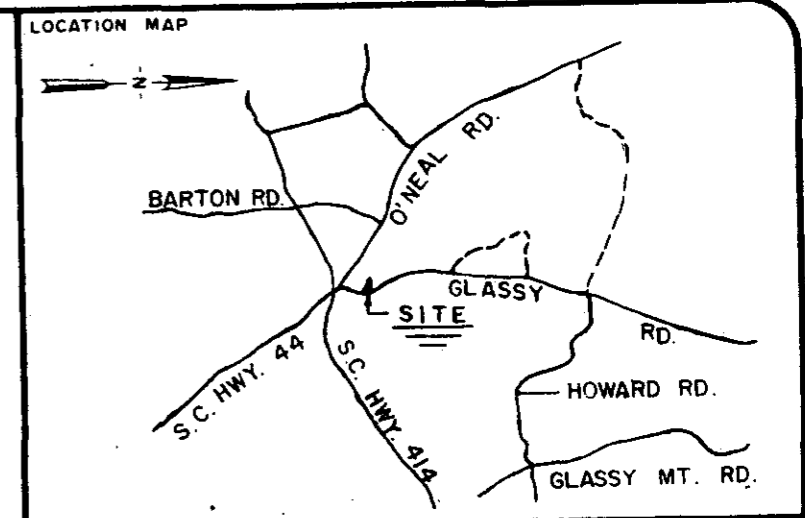 LOCATION MAP
N
BARTON RD.
O'NEAL RD.
GLASSY RD.
SITE
S.C. HWY. 44
S.C. HWY. 414
HOWARD RD.
GLASSY MT. RD.